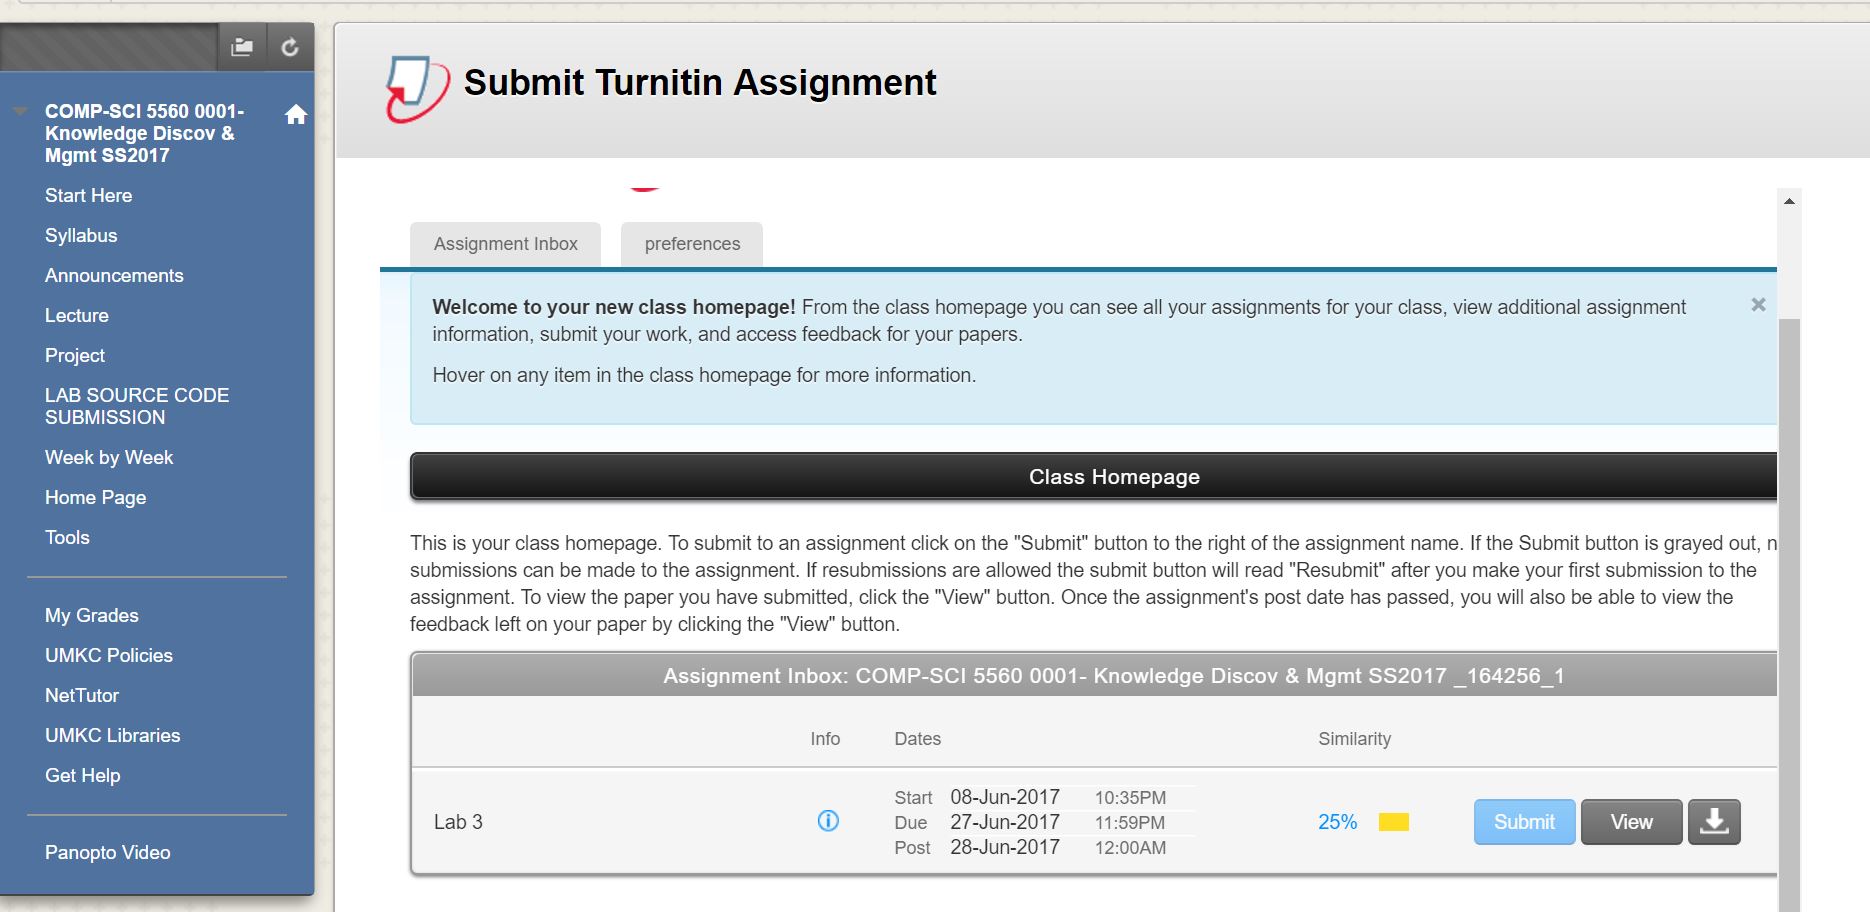 COMP-SCI 5560 0001-
Knowledge Discov &
Mgmt SS2017
Start Here
Syllabus
Announcements
Lecture
Project
LAB SOURCE CODE
SUBMISSION
Week by Week
Home Page
Tools
My Grades
UMKC Policies
NetTutor
UMKC Libraries
Get Help
Panopto Video
Submit Turnitin Assignment
Assignment Inbox preferences
Welcome to your new class homepage! From the class homepage you can see all your assignments for your class, view additional assignment
information, submit your work, and access feedback for your papers.
Hover on any item in the class homepage for more information.
Class Homepage
This is your class homepage. To submit to an assignment click on the "Submit" button to the right of the assignment name. If the Submit button is grayed out, n
submissions can be made to the assignment. If resubmissions are allowed the submit button will read "Resubmit" after you make your first submission to the
assignment. To view the paper you have submitted, click the "View" button. Once the assignment's post date has passed, you will also be able to view the
feedback left on your paper by clicking the "View" button.
Assignment Inbox: COMP-SCI 5560 0001- Knowledge Discov & Mgmt SS2017 _164256_1
Info Dates Similarity
Start 08-Jun-2017 10:35PM
Lab 3 Due 27-Jun-2017 11:59PM 25% Submit View
Post 28-Jun-2017 12:00AM